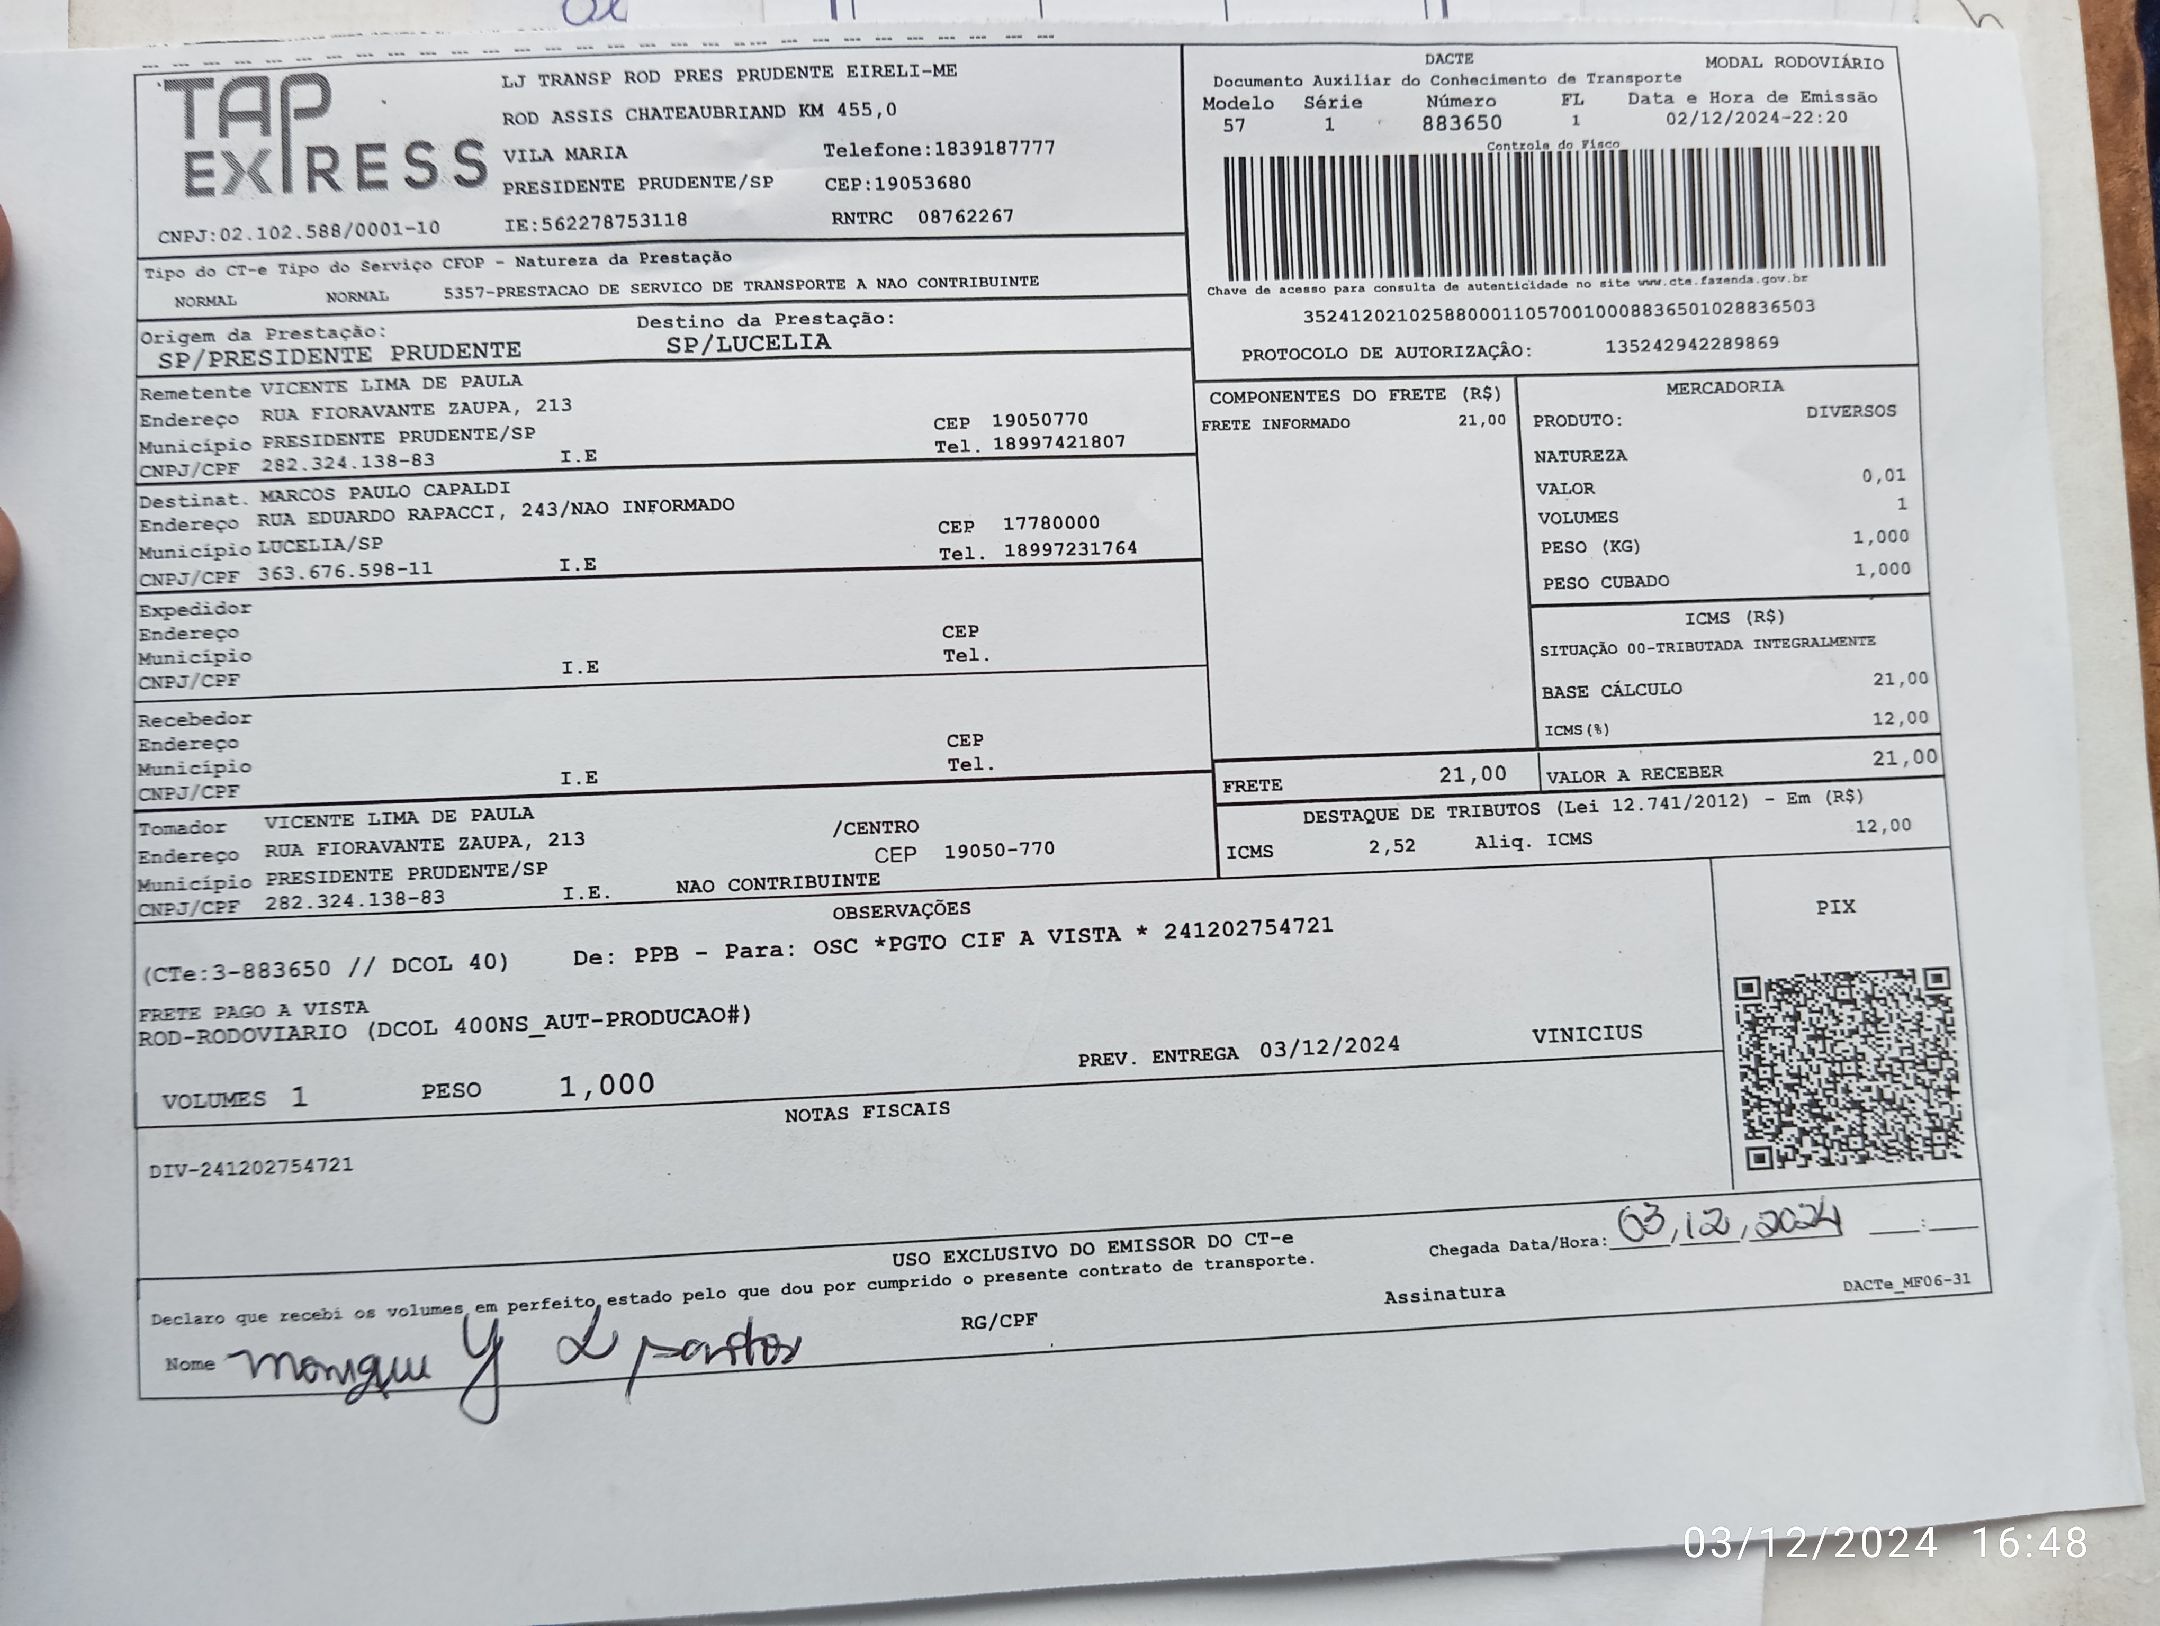 TAP
EXPRESS
CNPJ:02.102.588/0001-10
LJ TRANSP ROD PRES PRUDENTE EIRELI-ME
ROD ASSIS CHATEAUBRIAND KM 455,0
VILA MARIA Telefone:1839187777
PRESIDENTE PRUDENTE/SP CEP:19053680
IE:562278753118 RNTRC 08762267
DACTE MODAL RODOVIÁRIO
Documento Auxiliar do Conhecimento de Transporte
Modelo Série Número FL Data e Hora de Emissão
57 1 883650 1 02/12/2024-22:20
Controle do Fisco
Chave de acesso para consulta de autenticidade no site www.cte.fazenda.gov.br
35241202102588000110570010008836501028836503
PROTOCOLO DE AUTORIZAÇÃO: 135242942289869
Tipo do CT-e Tipo do Serviço CFOP - Natureza da Prestação
NORMAL NORMAL 5357-PRESTACAO DE SERVICO DE TRANSPORTE A NAO CONTRIBUINTE
Origem da Prestação: Destino da Prestação:
SP/PRESIDENTE PRUDENTE SP/LUCELIA
Remetente VICENTE LIMA DE PAULA
Endereço RUA FIORAVANTE ZAUPA, 213 CEP 19050770
Município PRESIDENTE PRUDENTE/SP Tel. 18997421807
CNPJ/CPF 282.324.138-83 I.E
Destinat. MARCOS PAULO CAPALDI
Endereço RUA EDUARDO RAPACCI, 243/NAO INFORMADO CEP 17780000
Município LUCELIA/SP Tel. 18997231764
CNPJ/CPF 363.676.598-11 I.E
Expedidor
Endereço CEP
Município Tel.
CNPJ/CPF I.E
Recebedor
Endereço CEP
Município Tel.
CNPJ/CPF I.E
Tomador VICENTE LIMA DE PAULA /CENTRO
Endereço RUA FIORAVANTE ZAUPA, 213 CEP 19050-770
Município PRESIDENTE PRUDENTE/SP
CNPJ/CPF 282.324.138-83 I.E. NAO CONTRIBUINTE
COMPONENTES DO FRETE (R$)
FRETE INFORMADO 21,00
MERCADORIA
PRODUTO: DIVERSOS
NATUREZA
VALOR 0,01
VOLUMES 1
PESO (KG) 1,000
PESO CUBADO 1,000
ICMS (R$)
SITUAÇÃO 00-TRIBUTADA INTEGRALMENTE
BASE CÁLCULO 21,00
ICMS(%) 12,00
FRETE 21,00 VALOR A RECEBER 21,00
DESTAQUE DE TRIBUTOS (Lei 12.741/2012) - Em (R$)
ICMS 2,52 Aliq. ICMS 12,00
OBSERVAÇÕES
(CTe:3-883650 // DCOL 40) De: PPB - Para: OSC *PGTO CIF A VISTA * 241202754721
FRETE PAGO A VISTA
ROD-RODOVIARIO (DCOL 400NS_AUT-PRODUCAO#)
PREV. ENTREGA 03/12/2024 VINICIUS
VOLUMES 1 PESO 1,000
PIX
NOTAS FISCAIS
DIV-241202754721
USO EXCLUSIVO DO EMISSOR DO CT-e
Chegada Data/Hora: 03,12,2024 __:__
Declaro que recebi os volumes em perfeito estado pelo que dou por cumprido o presente contrato de transporte.
Nome Monique Y RG/CPF Assinatura DACTe_MF06-31
03/12/2024 16:48